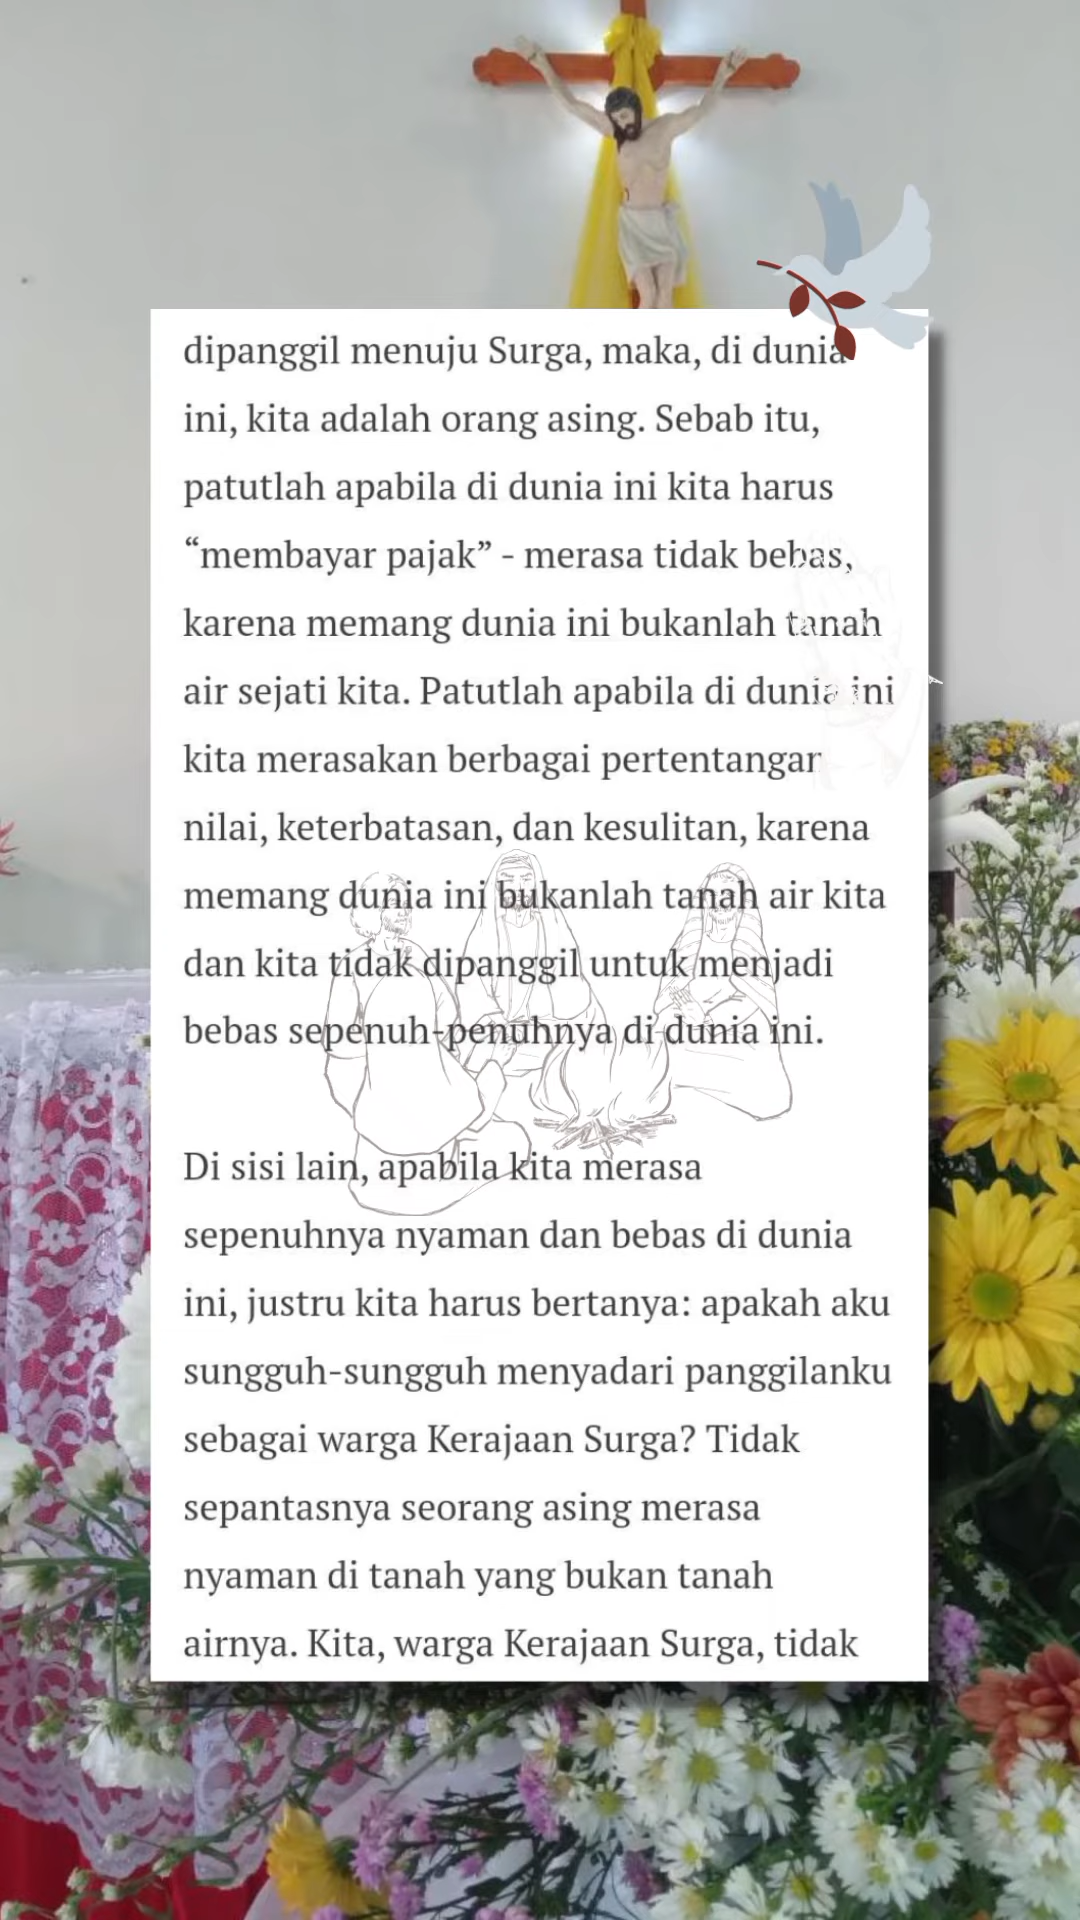 dipanggil menuju Surga, maka, di dunia
ini, kita adalah orang asing. Sebab itu,
patutlah apabila di dunia ini kita harus
“membayar pajak” - merasa tidak bebas,
karena memang dunia ini bukanlah tanah
air sejati kita. Patutlah apabila di dunia ini
kita merasakan berbagai pertentangan
nilai, keterbatasan, dan kesulitan, karena
memang dunia ini bukanlah tanah air kita
dan kita tidak dipanggil untuk menjadi
bebas sepenuh-penuhnya di dunia ini.
Di sisi lain, apabila kita merasa
sepenuhnya nyaman dan bebas di dunia
ini, justru kita harus bertanya: apakah aku
sungguh-sungguh menyadari panggilanku
sebagai warga Kerajaan Surga? Tidak
sepantasnya seorang asing merasa
nyaman di tanah yang bukan tanah
airnya. Kita, warga Kerajaan Surga, tidak